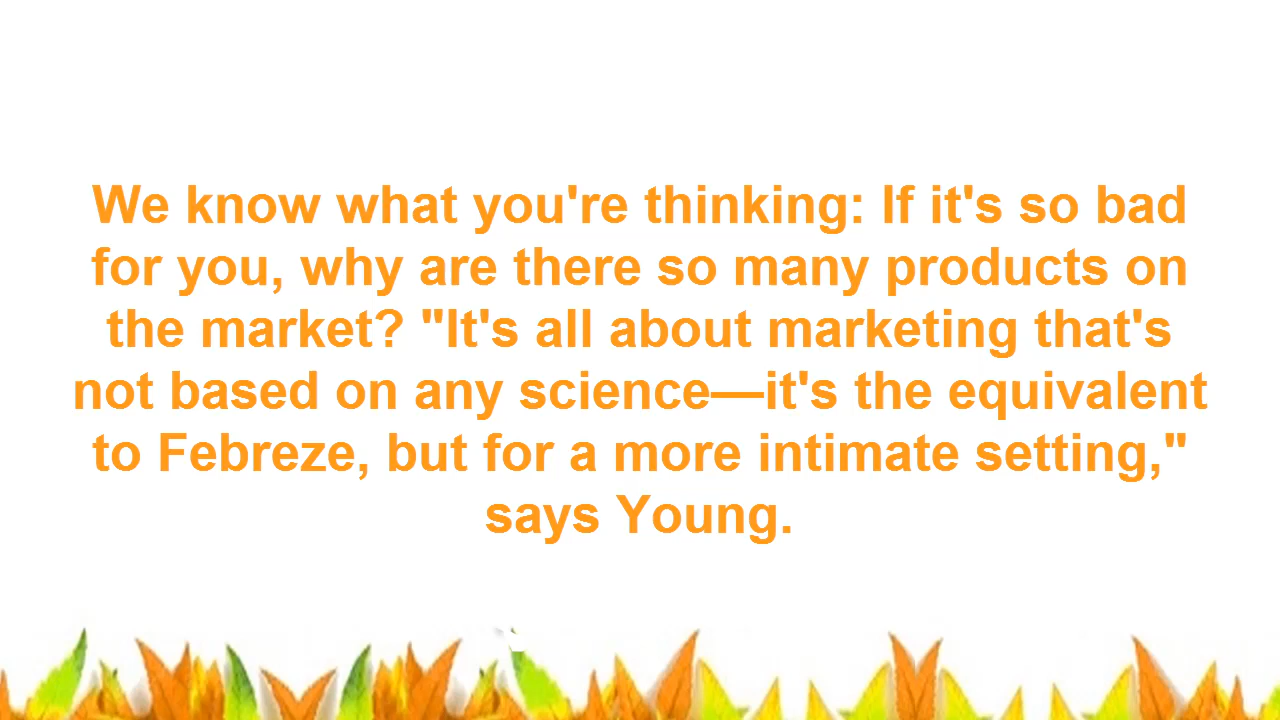 We know what you're thinking: If it's so bad
for you, why are there so many products on
the market? "It's all about marketing that's
not based on any science—it's the equivalent
to Febreze, but for a more intimate setting,"
says Young.